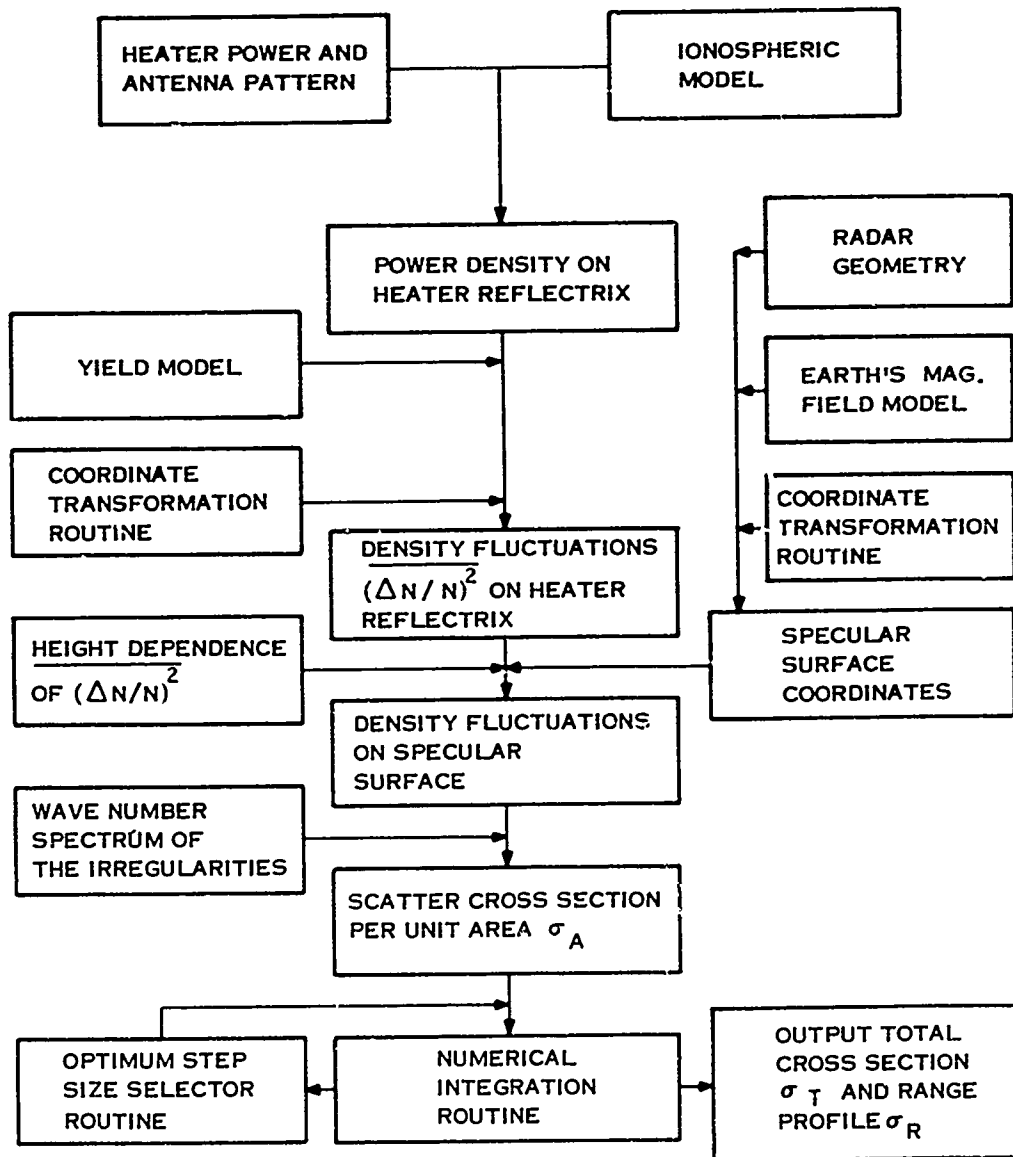 HEATER POWER AND
ANTENNA PATTERN
IONOSPHERIC
MODEL
POWER DENSITY ON
HEATER REFLECTRIX
RADAR
GEOMETRY
YIELD MODEL
EARTH'S MAG.
FIELD MODEL
COORDINATE
TRANSFORMATION
ROUTINE
COORDINATE
TRANSFORMATION
ROUTINE
DENSITY FLUCTUATIONS
(ΔN/N)² ON HEATER
REFLECTRIX
HEIGHT DEPENDENCE
OF (ΔN/N)²
SPECULAR
SURFACE
COORDINATES
DENSITY FLUCTUATIONS
ON SPECULAR
SURFACE
WAVE NUMBER
SPECTRUM OF
THE IRREGULARITIES
SCATTER CROSS SECTION
PER UNIT AREA σ_A
OPTIMUM STEP
SIZE SELECTOR
ROUTINE
NUMERICAL
INTEGRATION
ROUTINE
OUTPUT TOTAL
CROSS SECTION
σ_T AND RANGE
PROFILE σ_R